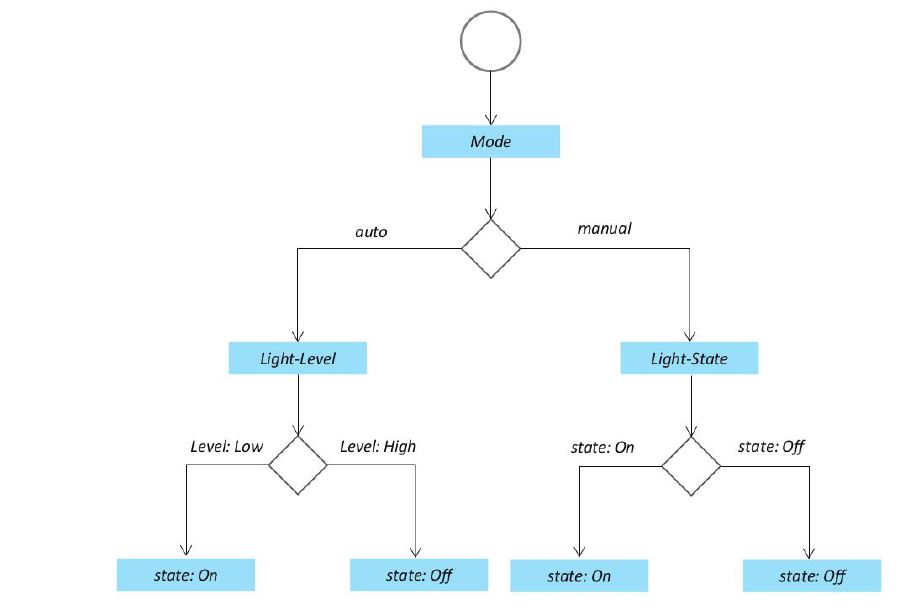 Mode
auto
manual
Light-Level
Light-State
Level: Low
Level: High
state: On
state: Off
state: On
state: Off
state: On
state: Off